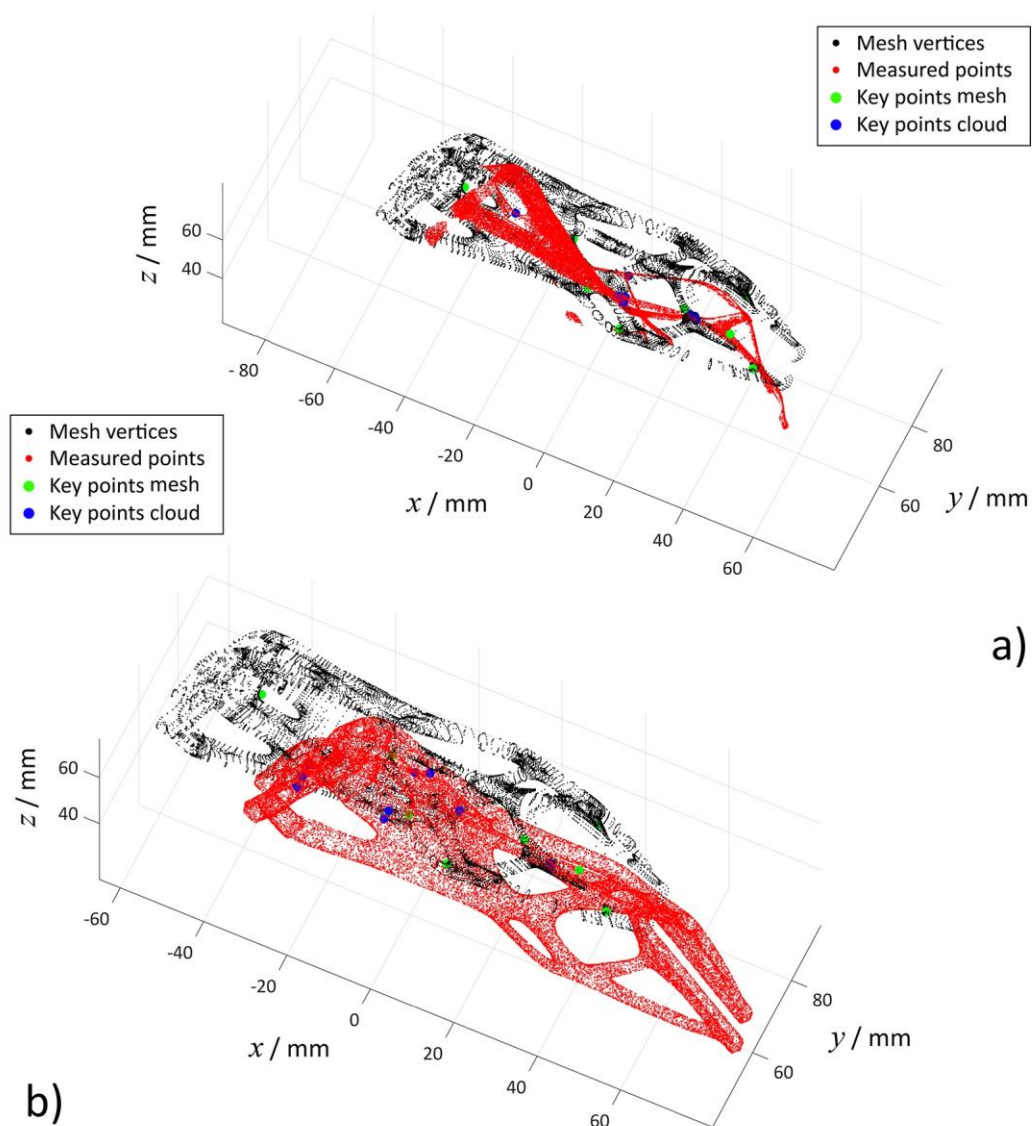 Mesh vertices
Measured points
Key points mesh
Key points cloud
z / mm
60
40
- 80
-60
-40
-20
0
20
40
60
x / mm
80
60
y / mm
a)
Mesh vertices
Measured points
Key points mesh
Key points cloud
z / mm
60
40
-60
-40
-20
0
20
40
60
x / mm
80
60
y / mm
b)